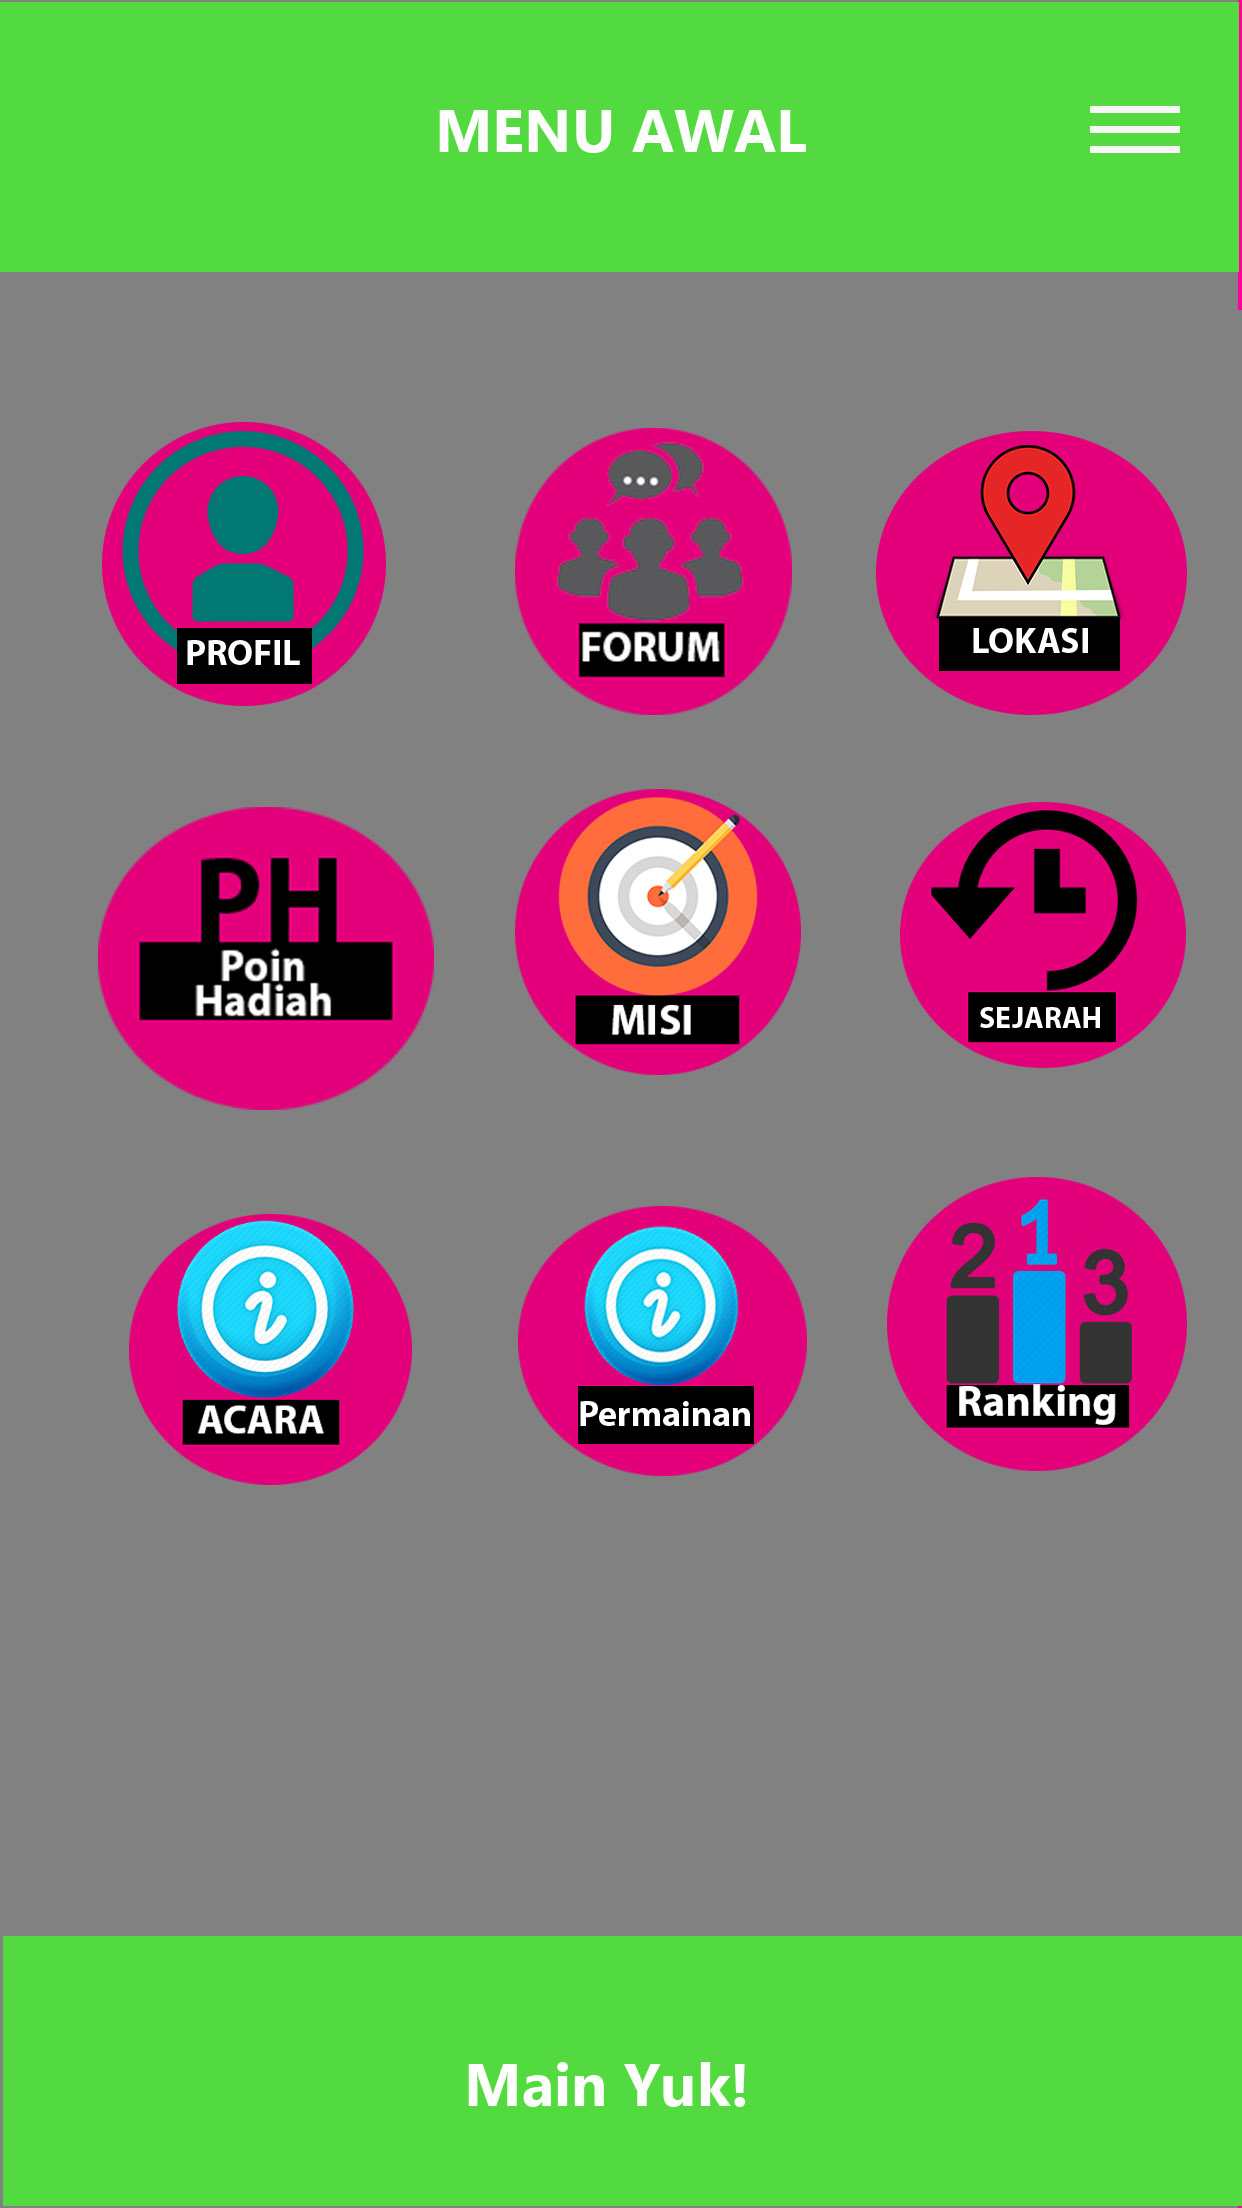 MENU AWAL
PROFIL
FORUM
LOKASI
PH
Poin
Hadiah
MISI
SEJARAH
ACARA
Permainan
2 1 3
Ranking
Main Yuk!